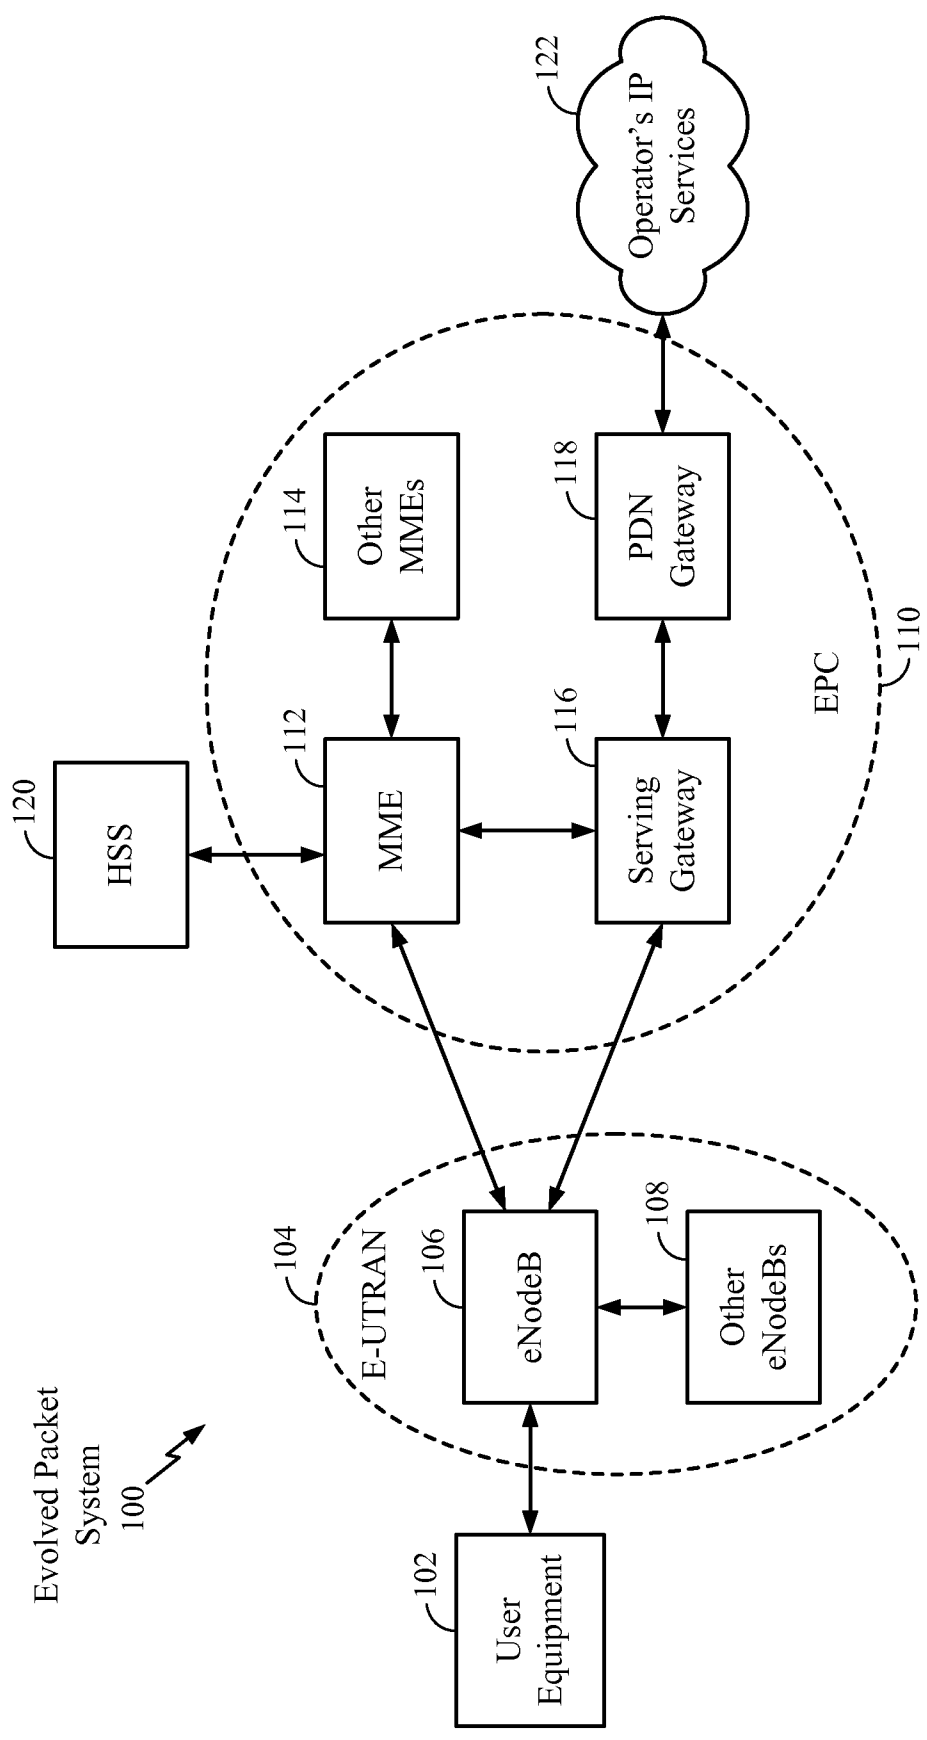 Evolved Packet
System
100
120
HSS
104
E-UTRAN
102
User
Equipment
106
eNodeB
108
Other
eNodeBs
112
MME
114
Other
MMEs
116
Serving
Gateway
118
PDN
Gateway
EPC
110
122
Operator’s IP
Services